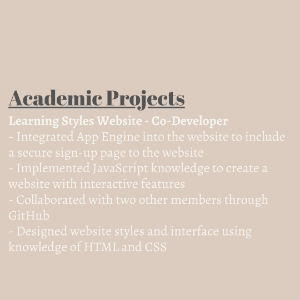 Academic Projects
Learning Styles Website - Co-Developer
- Integrated App Engine into the website to include
a secure sign-up page to the website
- Implemented JavaScript knowledge to create a
website with interactive features
- Collaborated with two other members through
GitHub
- Designed website styles and interface using
knowledge of HTML and CSS